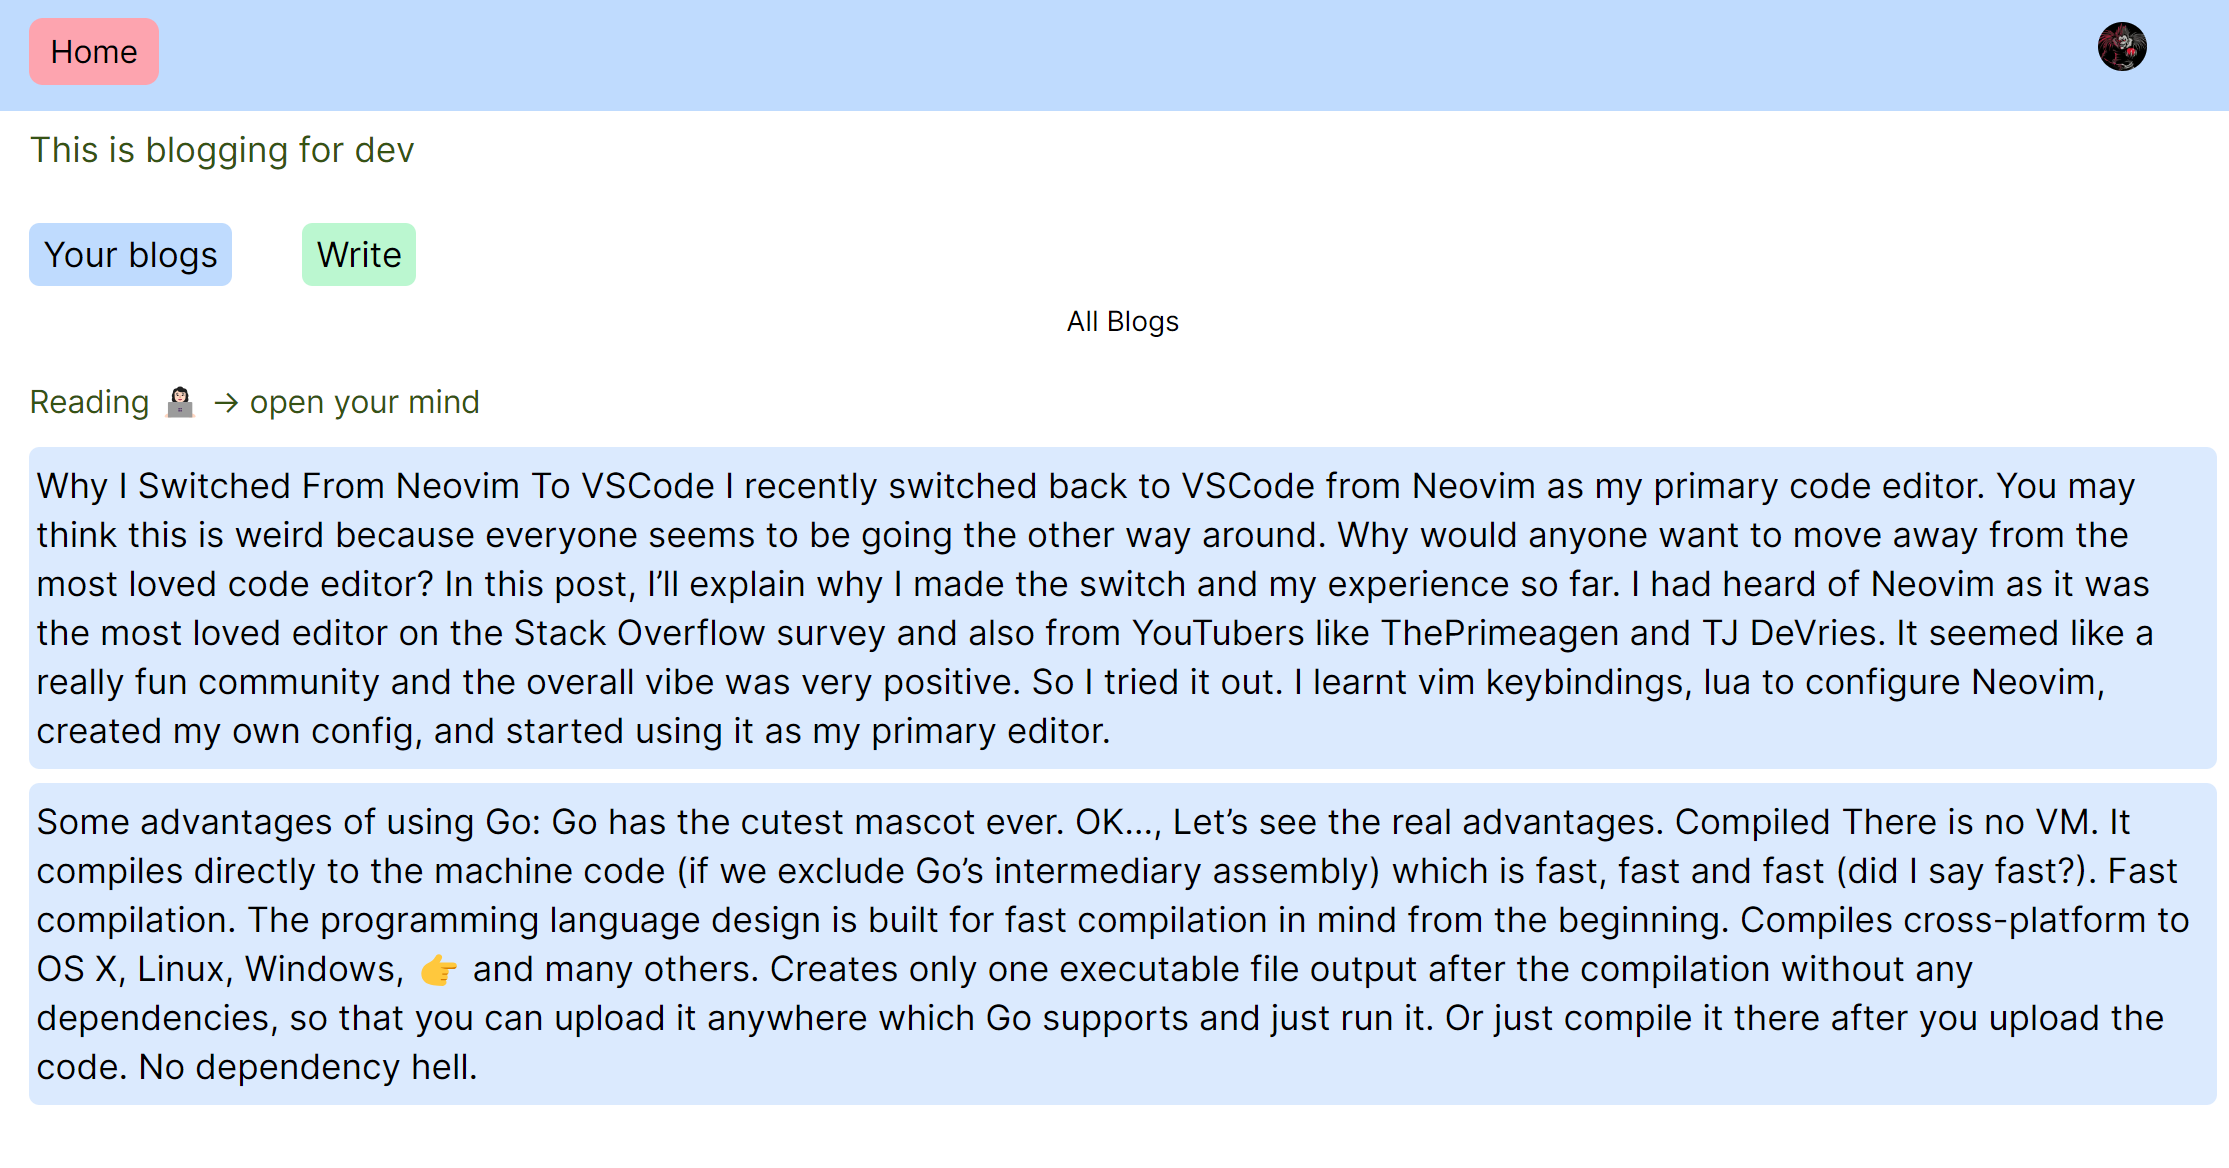 Home
This is blogging for dev
Your blogs
Write
All Blogs
Reading 👩🏻‍💻 → open your mind
Why I Switched From Neovim To VSCode I recently switched back to VSCode from Neovim as my primary code editor. You may
think this is weird because everyone seems to be going the other way around. Why would anyone want to move away from the
most loved code editor? In this post, I’ll explain why I made the switch and my experience so far. I had heard of Neovim as it was
the most loved editor on the Stack Overflow survey and also from YouTubers like ThePrimeagen and TJ DeVries. It seemed like a
really fun community and the overall vibe was very positive. So I tried it out. I learnt vim keybindings, lua to configure Neovim,
created my own config, and started using it as my primary editor.
Some advantages of using Go: Go has the cutest mascot ever. OK..., Let’s see the real advantages. Compiled There is no VM. It
compiles directly to the machine code (if we exclude Go’s intermediary assembly) which is fast, fast and fast (did I say fast?). Fast
compilation. The programming language design is built for fast compilation in mind from the beginning. Compiles cross-platform to
OS X, Linux, Windows, 👉 and many others. Creates only one executable file output after the compilation without any
dependencies, so that you can upload it anywhere which Go supports and just run it. Or just compile it there after you upload the
code. No dependency hell.